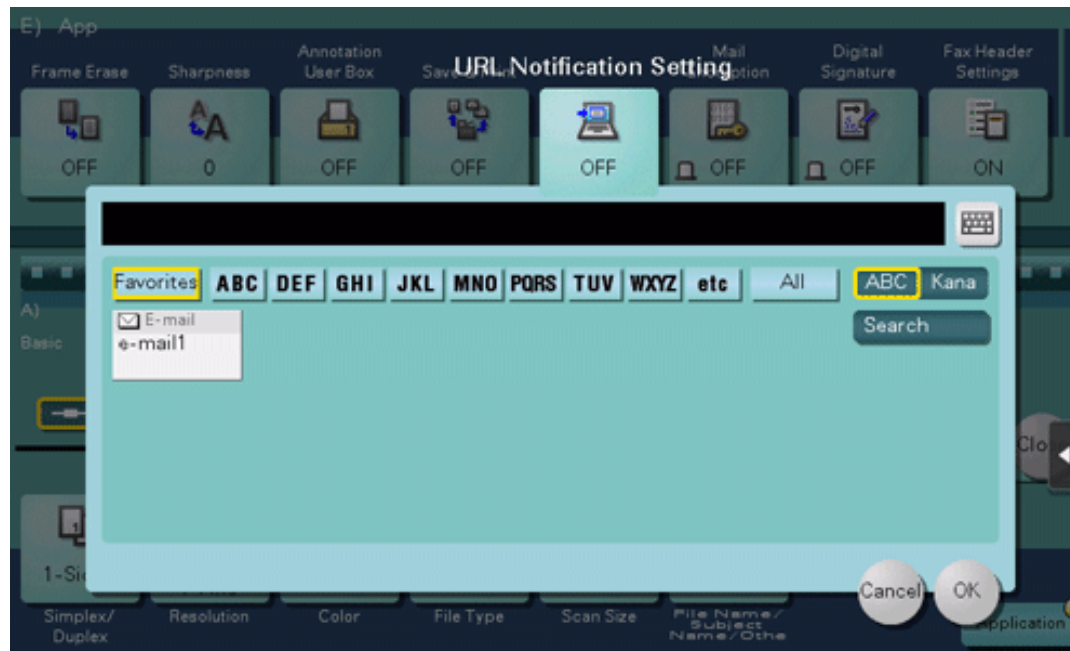 E) App
Frame Erase
Sharpness
Annotation
User Box
URL Notification Setting
Mail
Digital
Signature
Fax Header
Settings
OFF
0
OFF
OFF
OFF
OFF
OFF
ON
Favorites ABC DEF GHI JKL MNO PQRS TUV WXYZ etc All ABC Kana
E-mail
e-mail1
Search
A)
Basic
Clo
1
1-Si
Cancel OK
Simplex/
Duplex
Resolution
Color
File Type
Scan Size
File Name/
Subject
Name/Othe
Application